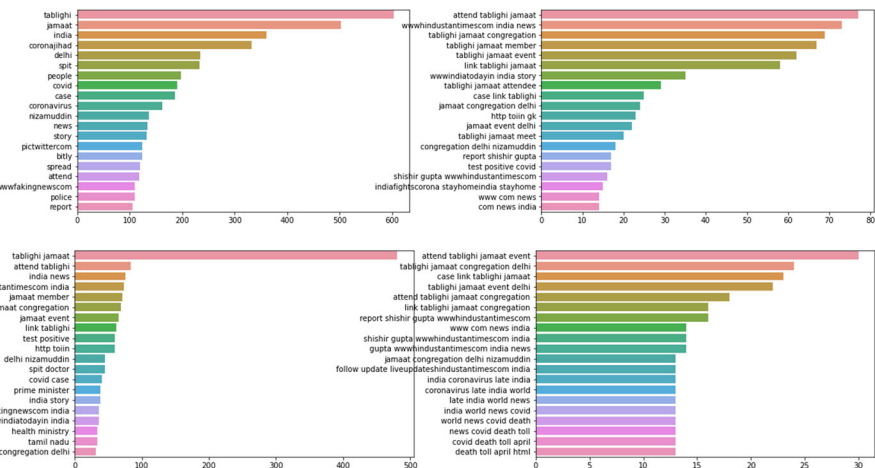 tablighi
jamaat
india
coronajihad
delhi
spit
people
covid
case
coronavirus
nizamuddin
news
story
pictwittercom
bitly
spread
attend
wwfakingnewscom
police
report
0 100 200 300 400 500 600
attend tablighi jamaat
wwwhindustantimescom india news
tablighi jamaat congregation
tablighi jamaat member
tablighi jamaat event
link tablighi jamaat
wwwindiatodayin india story
tablighi jamaat attendee
case link tablighi
jamaat congregation delhi
http toiin gk
jamaat event delhi
tablighi jamaat meet
congregation delhi nizamuddin
report shishir gupta
test positive covid
shishir gupta wwwhindustantimescom
indiafightscorona stayhomeindia stayhome
www com news
com news india
0 10 20 30 40 50 60 70 80
tablighi jamaat
attend tablighi
india news
tantimescom india
jamaat member
maat congregation
jamaat event
link tablighi
test positive
http toiin
delhi nizamuddin
spit doctor
covid case
prime minister
india story
kingnewscom india
indiatodayin india
health ministry
tamil nadu
congregation delhi
0 100 200 300 400 500
attend tablighi jamaat event
tablighi jamaat congregation delhi
case link tablighi jamaat
tablighi jamaat event delhi
attend tablighi jamaat congregation
link tablighi jamaat congregation
report shishir gupta wwwhindustantimescom
www com news india
shishir gupta wwwhindustantimescom india
gupta wwwhindustantimescom india news
jamaat congregation delhi nizamuddin
follow update liveupdateshindustantimescom india
india coronavirus late india
coronavirus late india world
late india world news
india world news covid
world news covid death
news covid death toll
covid death toll april
death toll april html
0 5 10 15 20 25 30